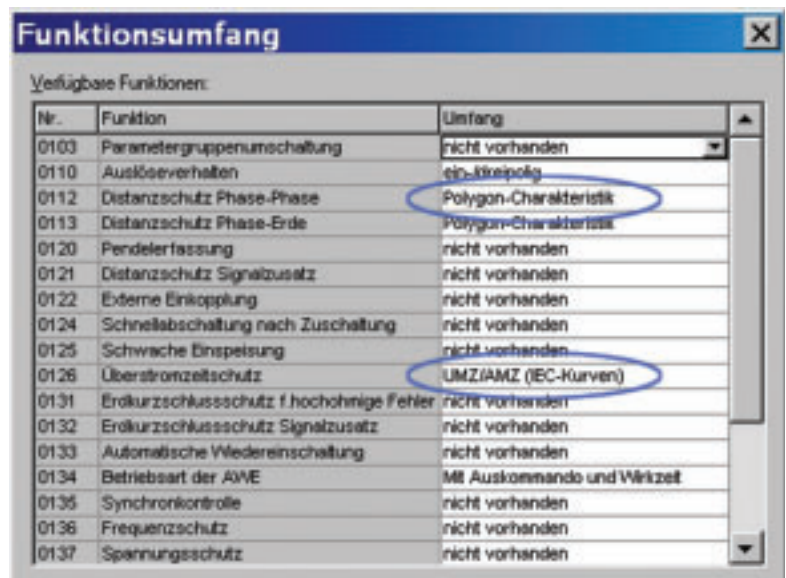 Funktionsumfang
Verfügbare Funktionen:
Nr. Funktion Umfang
0103 Parametergruppenumschaltung nicht vorhanden
0110 Auslöseverhalten ein-/dreipolig
0112 Distanzschutz Phase-Phase Polygon-Charakteristik
0113 Distanzschutz Phase-Erde Polygon-Charakteristik
0120 Pendelerfassung nicht vorhanden
0121 Distanzschutz Signalzusatz nicht vorhanden
0122 Externe Einkopplung nicht vorhanden
0124 Schnellabschaltung nach Zuschaltung nicht vorhanden
0125 Schwache Einspeisung nicht vorhanden
0126 Überstromzeitschutz UMZ/AMZ (IEC-Kurven)
0131 Erdkurzschlussschutz f.hochohmige Fehler nicht vorhanden
0132 Erdkurzschlussschutz Signalzusatz nicht vorhanden
0133 Automatische Wiedereinschaltung nicht vorhanden
0134 Betriebsart der AWE Mit Auskommando und Wirkzeit
0135 Synchronkontrolle nicht vorhanden
0136 Frequenzschutz nicht vorhanden
0137 Spannungsschutz nicht vorhanden